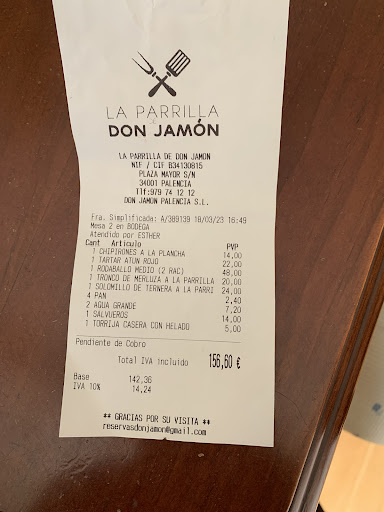 LA PARRILLA
DON JAMÓN
LA PARRILLA DE DON JAMON
NIF / CIF B34130815
PLAZA MAYOR S/N
34001 PALENCIA
Tlf:979 74 12 12
DON JAMON PALENCIA S.L.
Fra. Simplificada: A/389139 18/03/23 16:49
Mesa 2 en BODEGA
Atendido por ESTHER
Cant Artículo PVP
1 CHIPIRONES A LA PLANCHA 14,00
1 TARTAR ATUN ROJO 22,00
1 RODABALLO MEDIO (2 RAC) 48,00
1 TRONCO DE MERLUZA A LA PARRILLA 20,00
1 SOLOMILLO DE TERNERA A LA PARRI 24,00
4 PAN 2,40
2 AGUA GRANDE 7,20
1 SALVUEROS 14,00
1 TORRIJA CASERA CON HELADO 5,00
Pendiente de Cobro
Total IVA incluido 156,60 €
Base 142,36
IVA 10% 14,24
** GRACIAS POR SU VISITA **
reservasdonjamon@gmail.com